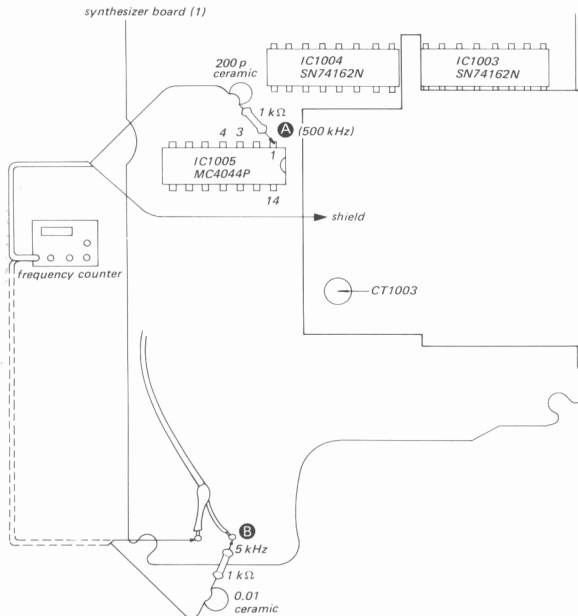 synthesizer board (1)
200 p
ceramic
IC1004
SN74162N
IC1003
SN74162N
1 kΩ
A (500 kHz)
4 3 1
IC1005
MC4044P
14
shield
frequency counter
CT1003
B
5 kHz
1 kΩ
0.01
ceramic